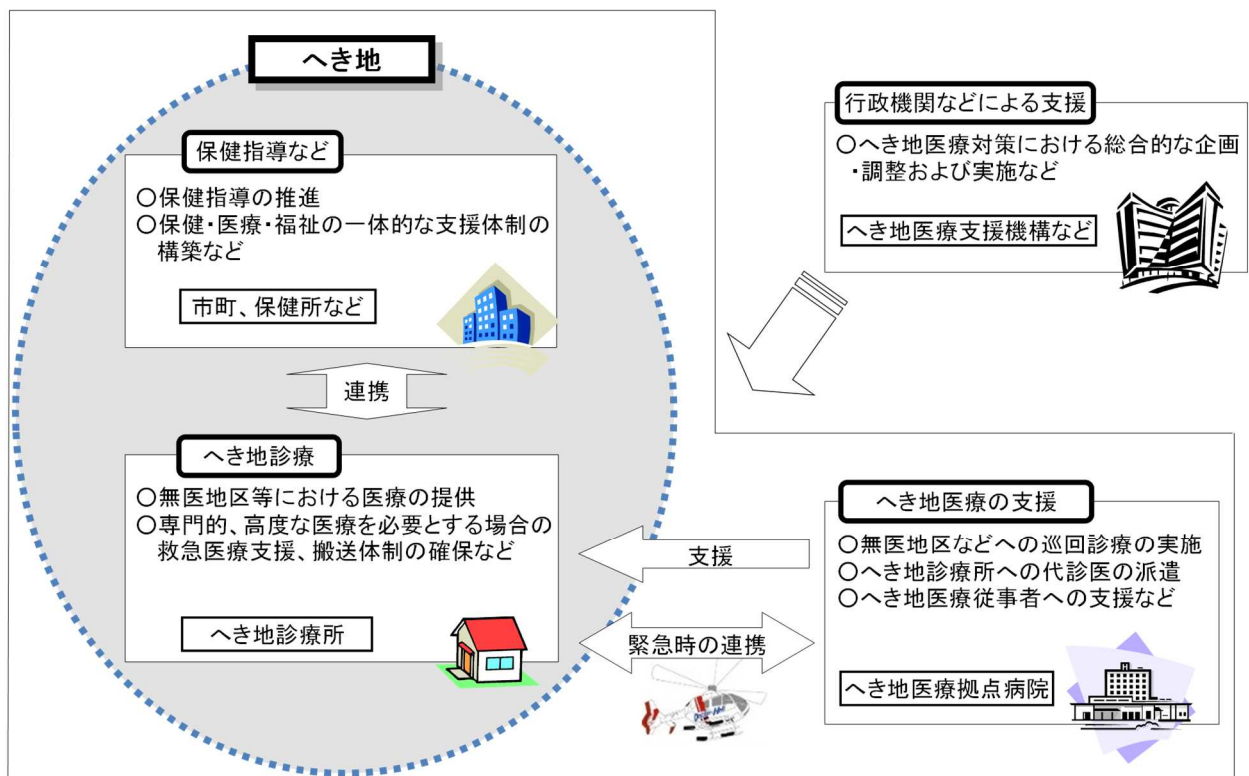 へき地
保健指導など
○保健指導の推進
○保健・医療・福祉の一体的な支援体制の
構築など
市町、保健所など
連携
へき地診療
○無医地区等における医療の提供
○専門的、高度な医療を必要とする場合の
救急医療支援、搬送体制の確保など
へき地診療所
行政機関などによる支援
○へき地医療対策における総合的な企画
・調整および実施など
へき地医療支援機構など
支援
緊急時の連携
へき地医療の支援
○無医地区などへの巡回診療の実施
○へき地診療所への代診医の派遣
○へき地医療従事者への支援など
へき地医療拠点病院
H